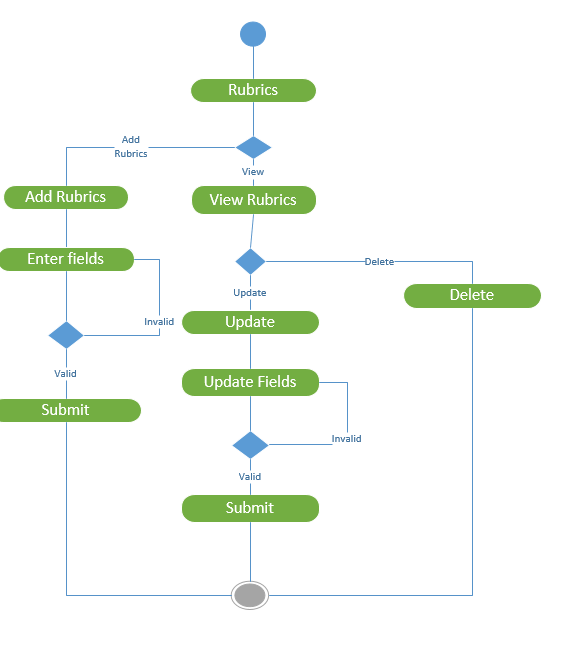 Rubrics
Add
Rubrics
View
Add Rubrics
View Rubrics
Enter fields
Delete
Update
Delete
Invalid
Update
Valid
Update Fields
Submit
Invalid
Valid
Submit